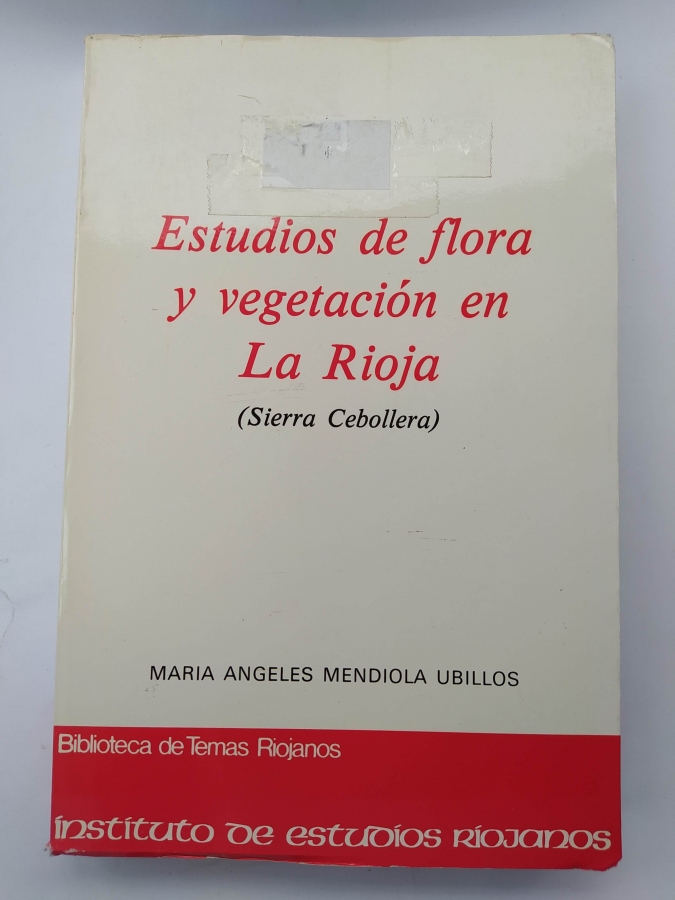 Estudios de flora
y vegetación en
La Rioja
(Sierra Cebollera)
MARIA ANGELES MENDIOLA UBILLOS
Biblioteca de Temas Riojanos
instituto de estudios riojanos